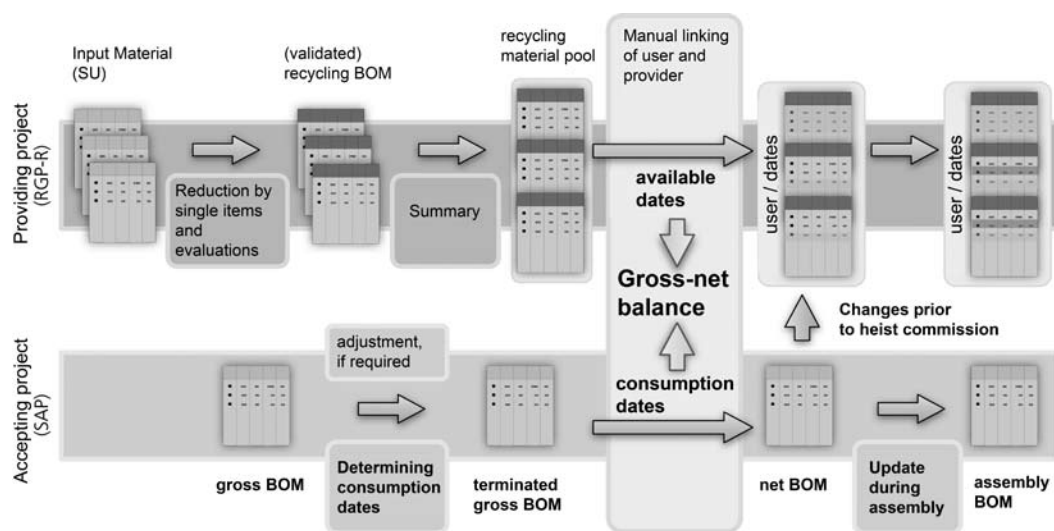 Input Material
(SU)
(validated)
recycling BOM
recycling
material pool
Manual linking
of user and
provider
Providing project
(RGP-R)
Reduction by
single items
and
evaluations
Summary
available
dates
user / dates
user / dates
Gross-net
balance
Changes prior
to heist commission
Accepting project
(SAP)
adjustment,
if required
consumption
dates
gross BOM
Determining
consumption
dates
terminated
gross BOM
net BOM
Update
during
assembly
assembly
BOM